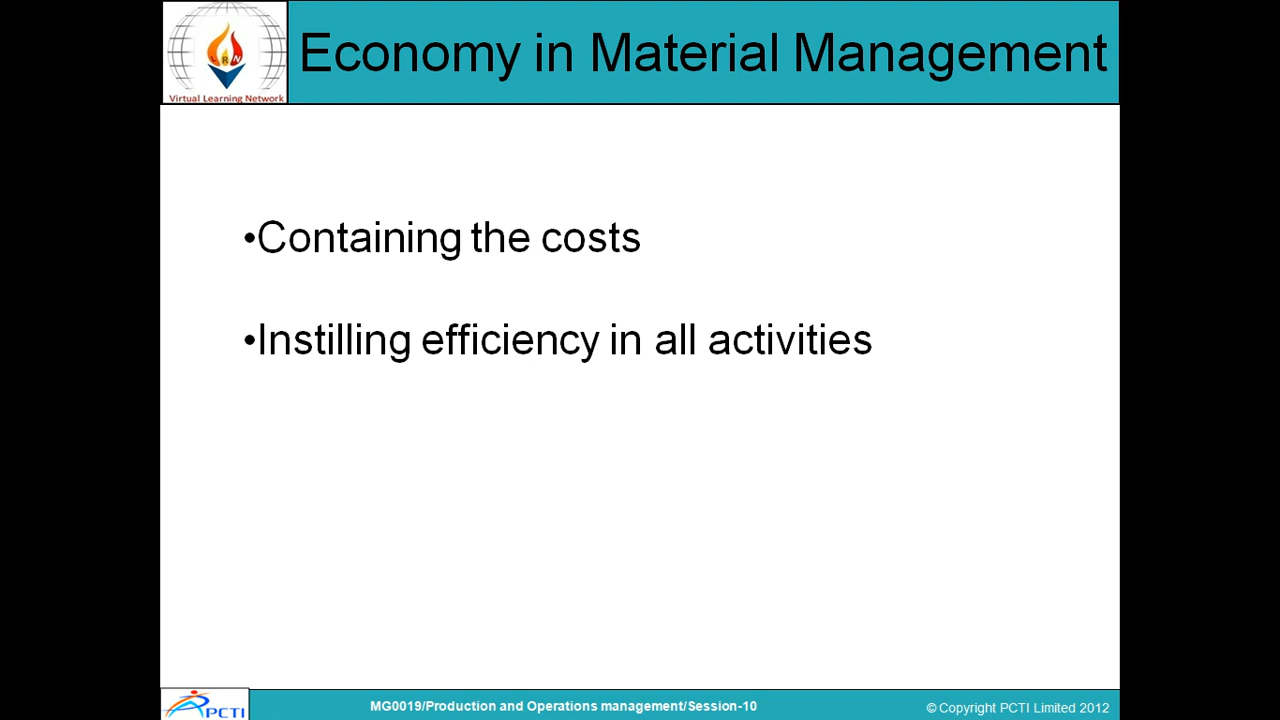 Economy in Material Management
Virtual Learning Network
•Containing the costs
•Instilling efficiency in all activities
PCTI
MG0019/Production and Operations management/Session-10
© Copyright PCTI Limited 2012